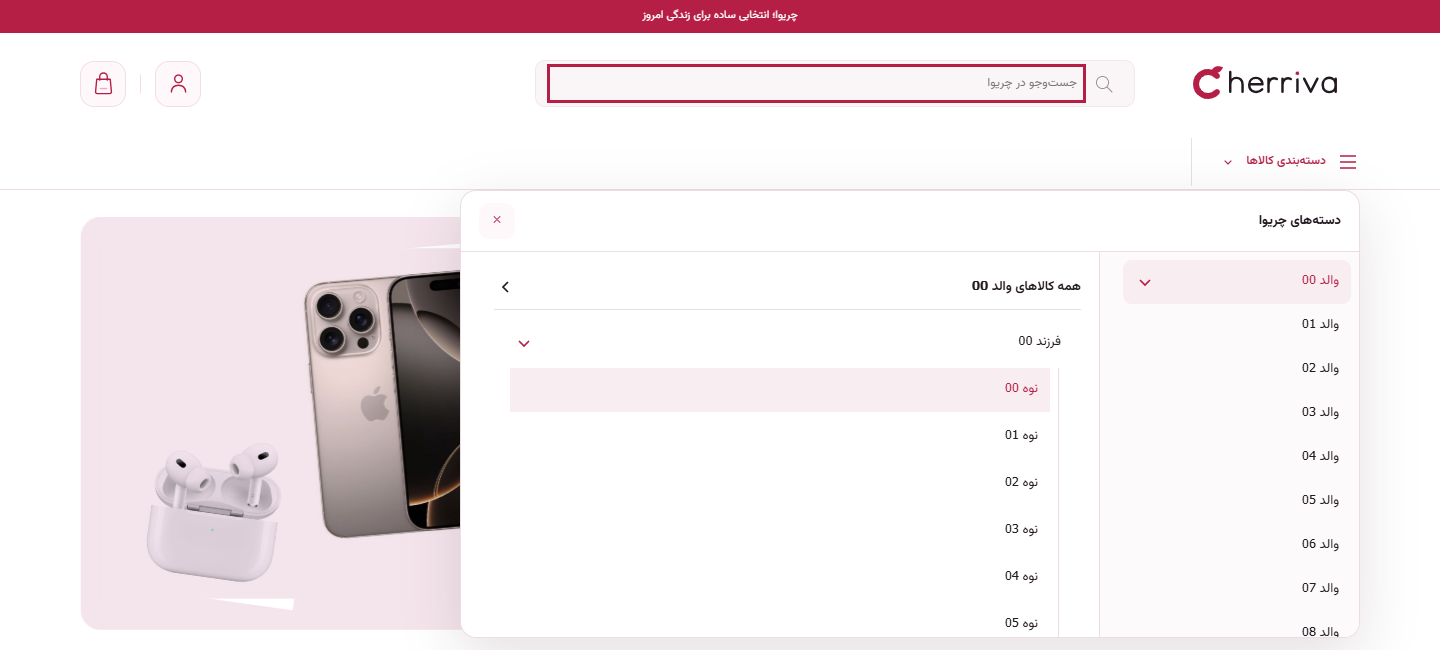 چریوا؛ انتخابی ساده برای زندگی امروز
Cherriva
جست‌وجو در چریوا
دسته‌بندی کالاها
دسته‌های چریوا
×
والد 00
والد 01
والد 02
والد 03
والد 04
والد 05
والد 06
والد 07
والد 08
همه کالاهای والد 00
فرزند 00
نوه 00
نوه 01
نوه 02
نوه 03
نوه 04
نوه 05